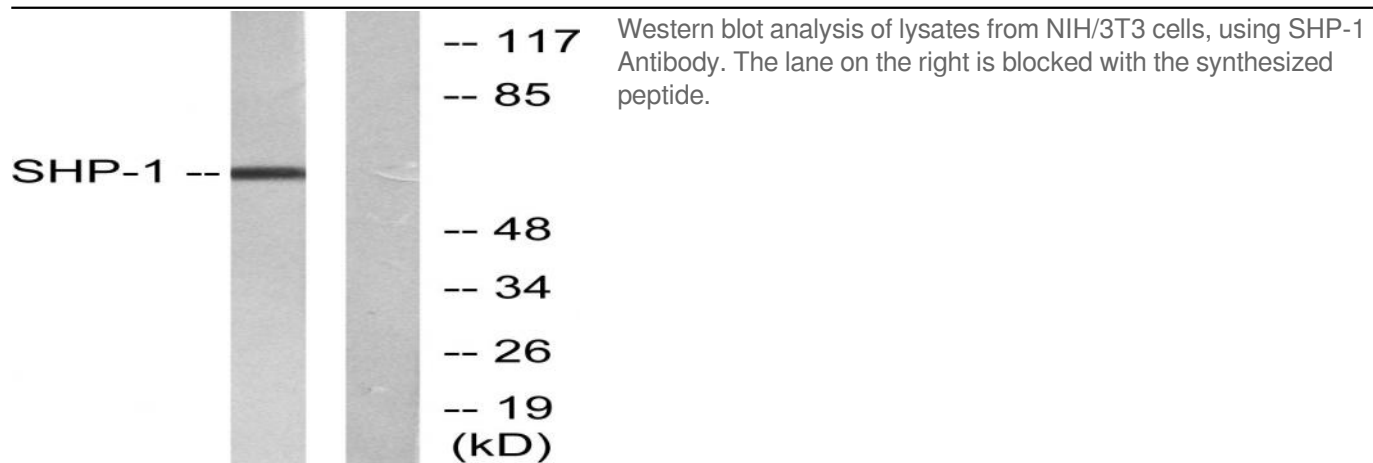 SHP-1 --
-- 117
-- 85
-- 48
-- 34
-- 26
-- 19
(kD)
Western blot analysis of lysates from NIH/3T3 cells, using SHP-1
Antibody. The lane on the right is blocked with the synthesized
peptide.